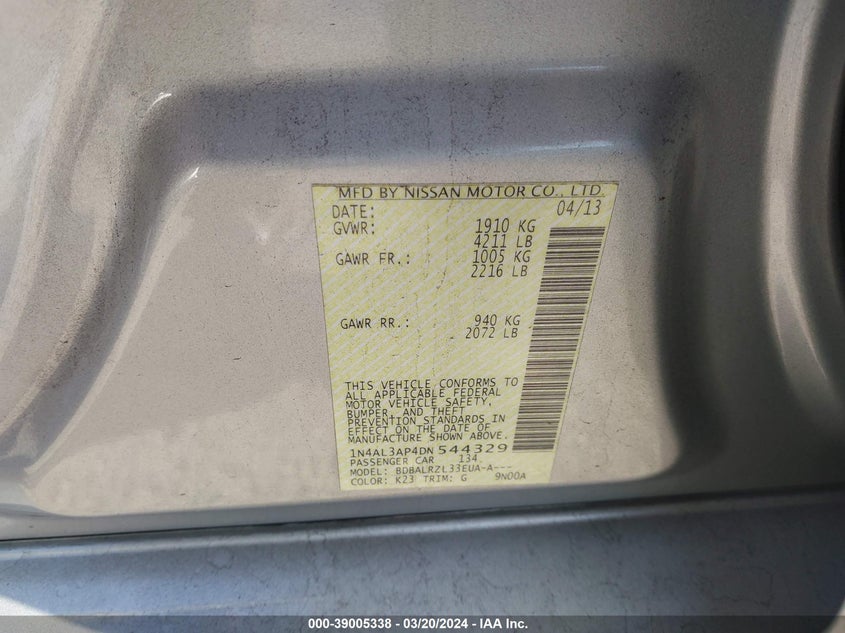 MFD BY NISSAN MOTOR CO., LTD.
DATE: 04/13
GVWR: 1910 KG
4211 LB
GAWR FR.: 1005 KG
2216 LB
GAWR RR.: 940 KG
2072 LB
THIS VEHICLE CONFORMS TO
ALL APPLICABLE FEDERAL
MOTOR VEHICLE SAFETY,
BUMPER, AND THEFT
PREVENTION STANDARDS IN
EFFECT ON THE DATE OF
MANUFACTURE SHOWN ABOVE.
1N4AL3AP4DN544329
PASSENGER CAR 134
MODEL: BDBALRZL33EUA-A---
COLOR: K23 TRIM: G 9N00A
000-39005338 - 03/20/2024 - IAA Inc.